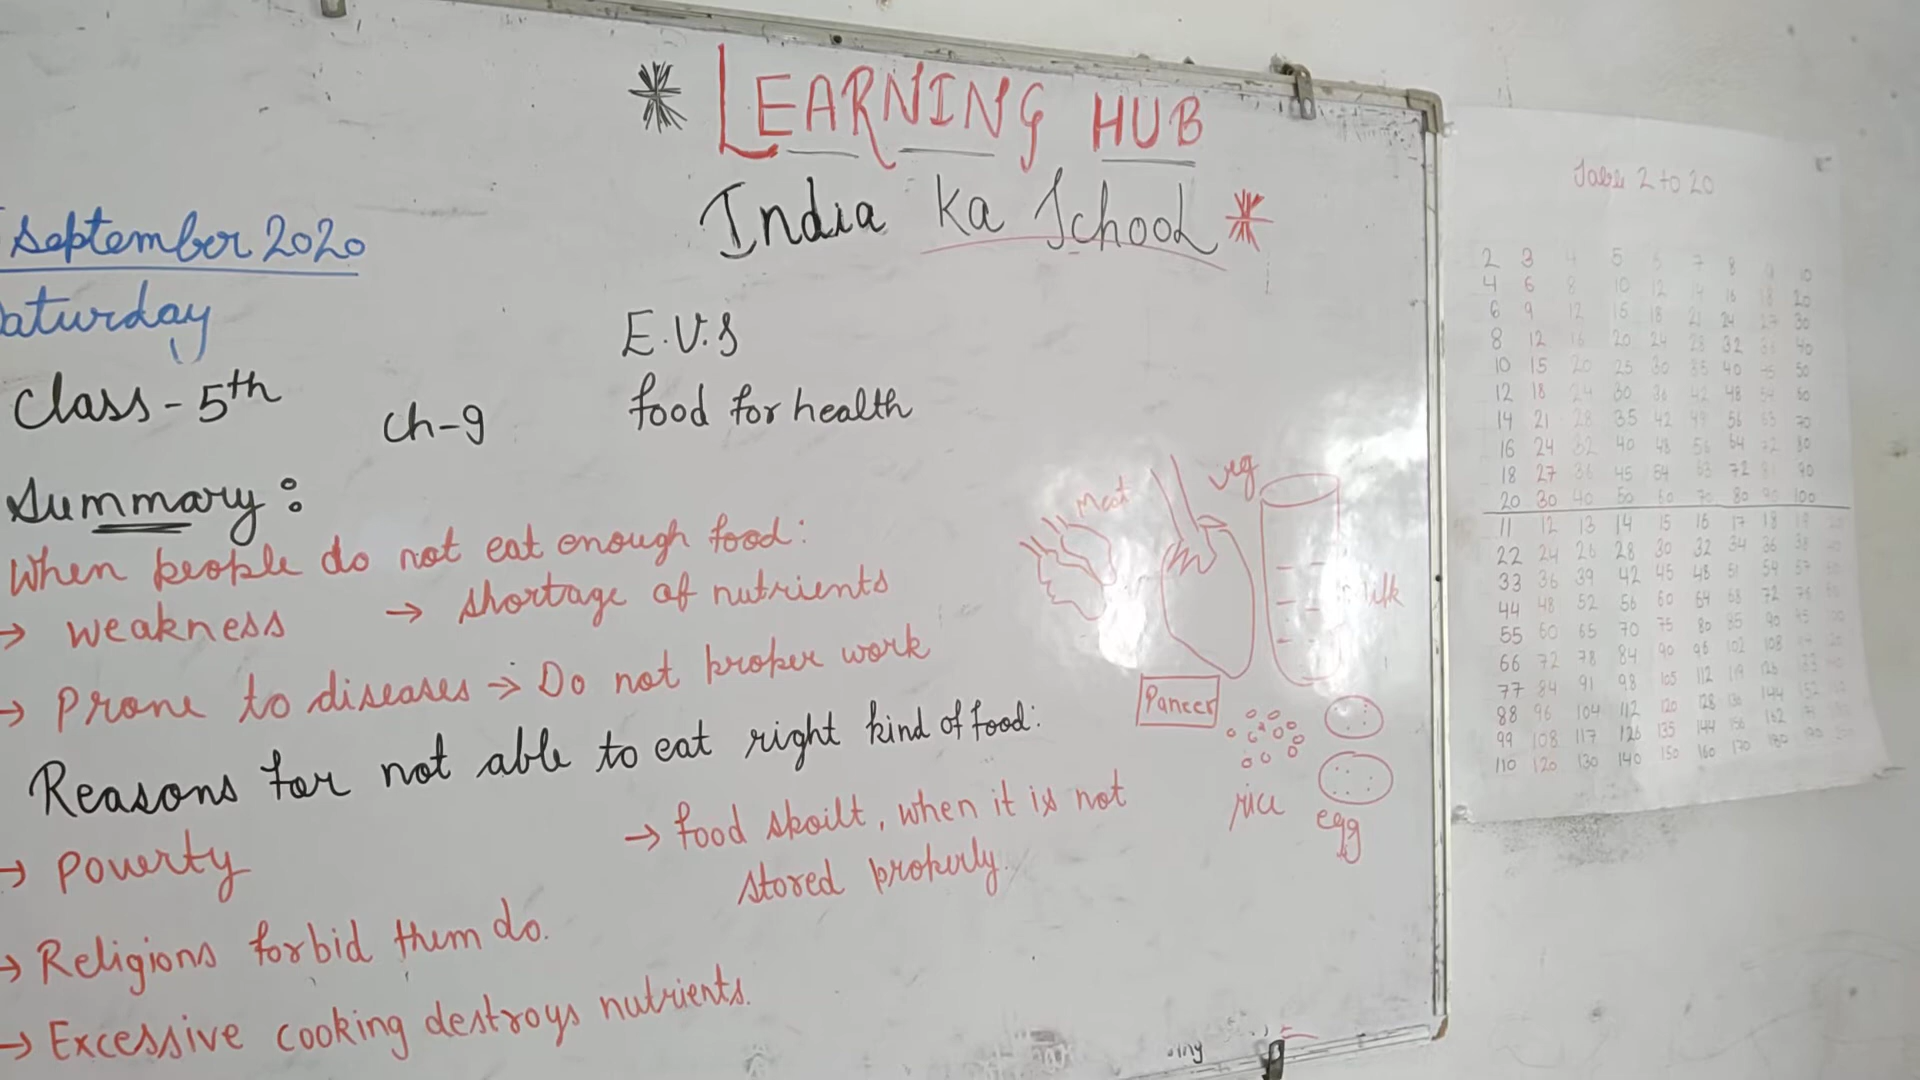 LEARNING HUB
India Ka School
September 2020
Saturday
E.V.S
Class - 5th
Ch-9
food for health
Summary:
When people do not eat enough food:
→ weakness → shortage of nutrients
→ Prone to diseases → Do not proper work
Reasons for not able to eat right kind of food:
→ Poverty
→ food spoilt, when it is not
stored properly.
→ Religions forbid them do.
→ Excessive cooking destroys nutrients.
Meat
veg
Paneer
rice
egg
Table 2 to 20
2 3 4 5 6 7 8 9 10
4 6 8 10 12 14 16 18 20
6 9 12 15 18 21 24 27 30
8 12 16 20 24 28 32 36 40
10 15 20 25 30 35 40 45 50
12 18 24 30 36 42 48 54 60
14 21 28 35 42 49 56 63 70
16 24 32 40 48 56 64 72 80
18 27 36 45 54 63 72 81 90
20 30 40 50 60 70 80 90 100
11 12 13 14 15 16 17 18 19
22 24 26 28 30 32 34 36 38
33 36 39 42 45 48 51 54 57
44 48 52 56 60 64 68 72 76
55 60 65 70 75 80 85 90 95
66 72 78 84 90 96 102 108
77 84 91 98 105 112 119 126 133
88 96 104 112 120 128 136 144 152
99 108 117 126 135 144 162
110 120 130 140 150 160 170 180 190